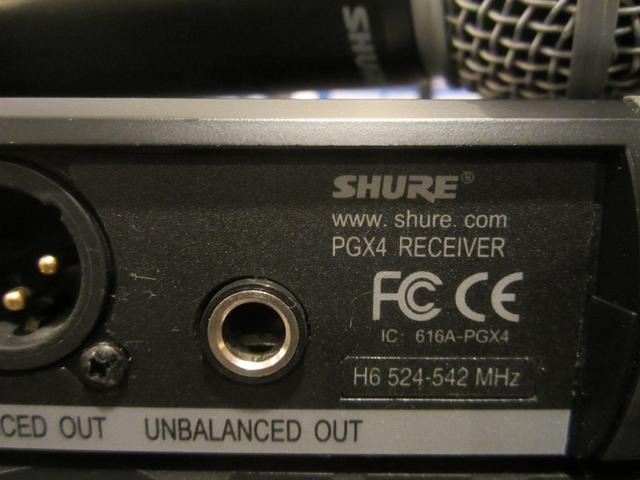 SHURE
SHURE®
www.shure.com
PGX4 RECEIVER
FC CE
IC: 616A-PGX4
H6 524-542 MHz
CED OUT
UNBALANCED OUT